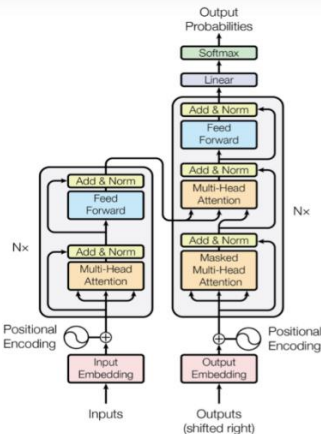 Output
Probabilities
Softmax
Linear
Add & Norm
Feed
Forward
Add & Norm
Multi-Head
Attention
Add & Norm
Masked
Multi-Head
Attention
N×
Positional
Encoding
Output
Embedding
Outputs
(shifted right)
Add & Norm
Feed
Forward
Add & Norm
Multi-Head
Attention
N×
Positional
Encoding
Input
Embedding
Inputs